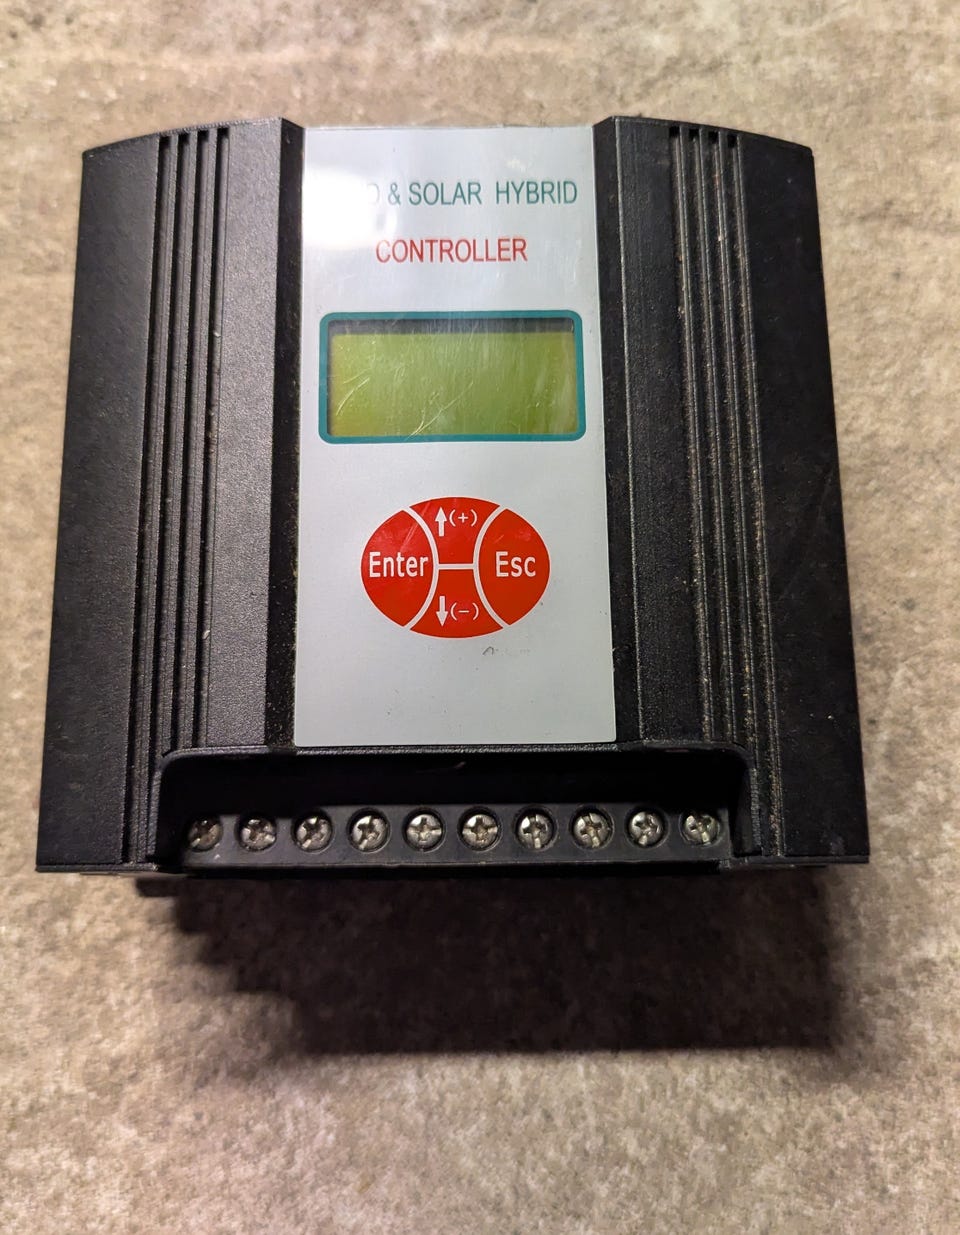 D & SOLAR HYBRID
CONTROLLER
↑(+)
Enter
Esc
↓(-)